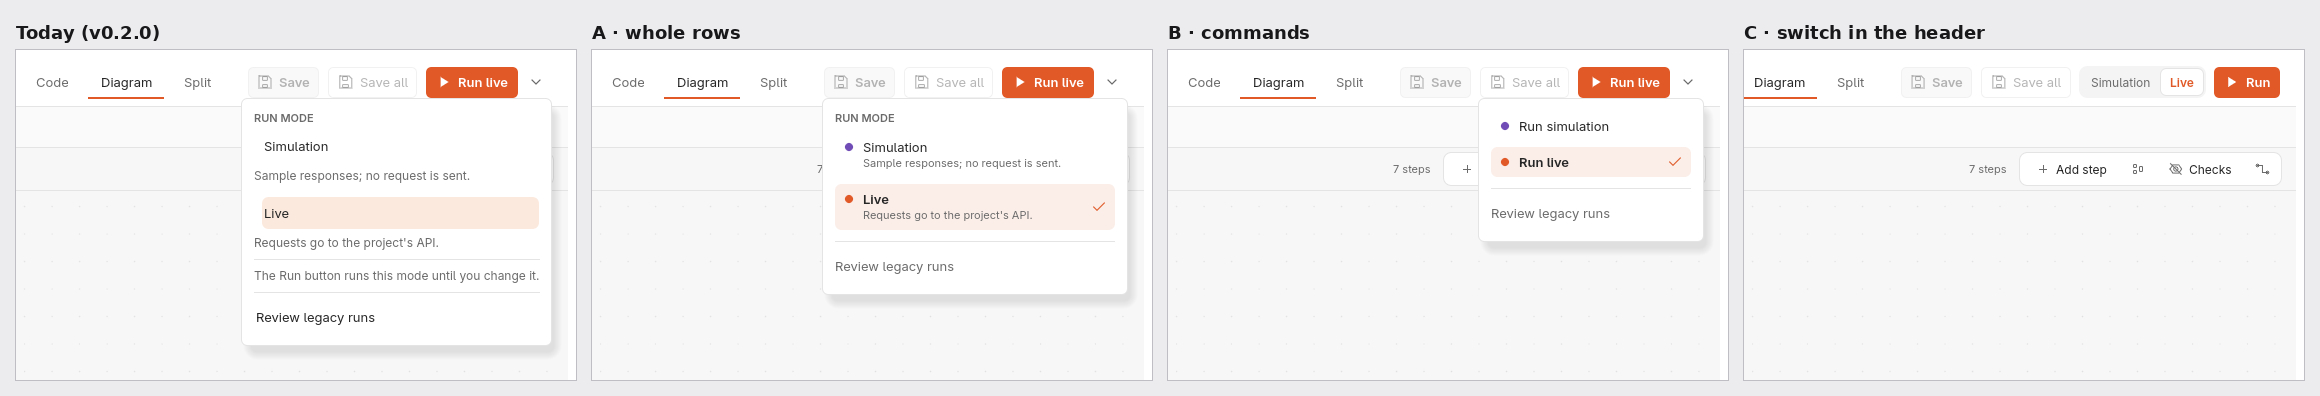 Today (v0.2.0)
Code Diagram Split Save Save all Run live
RUN MODE
Simulation
Sample responses; no request is sent.
Live
Requests go to the project's API.
The Run button runs this mode until you change it.
Review legacy runs
A · whole rows
Code Diagram Split Save Save all Run live
RUN MODE
Simulation
Sample responses; no request is sent.
7
Live
Requests go to the project's API.
Review legacy runs
B · commands
Code Diagram Split Save Save all Run live
Run simulation
Run live
7 steps
Review legacy runs
C · switch in the header
Diagram Split Save Save all Simulation Live Run
7 steps Add step Checks